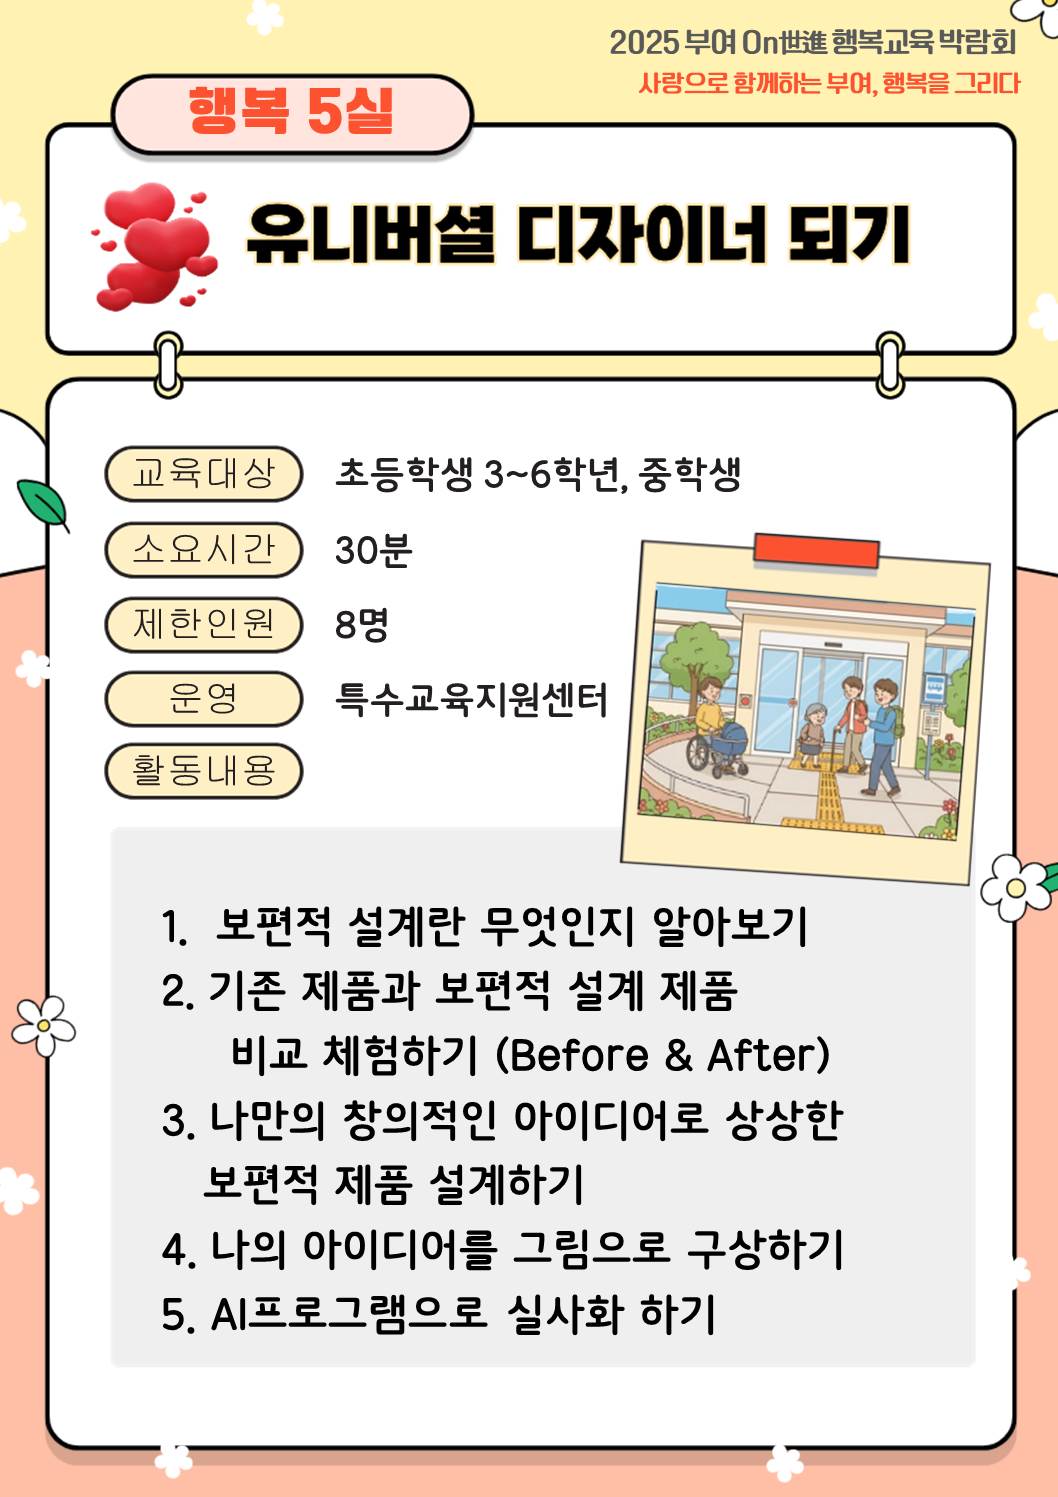 2025 부여 On世進 행복교육 박람회
사랑으로 함께하는 부여, 행복을 그리다
행복 5실
유니버셜 디자이너 되기
교육대상 초등학생 3~6학년, 중학생
소요시간 30분
제한인원 8명
운영 특수교육지원센터
활동내용
1. 보편적 설계란 무엇인지 알아보기
2. 기존 제품과 보편적 설계 제품
비교 체험하기 (Before & After)
3. 나만의 창의적인 아이디어로 상상한
보편적 제품 설계하기
4. 나의 아이디어를 그림으로 구상하기
5. AI프로그램으로 실사화 하기